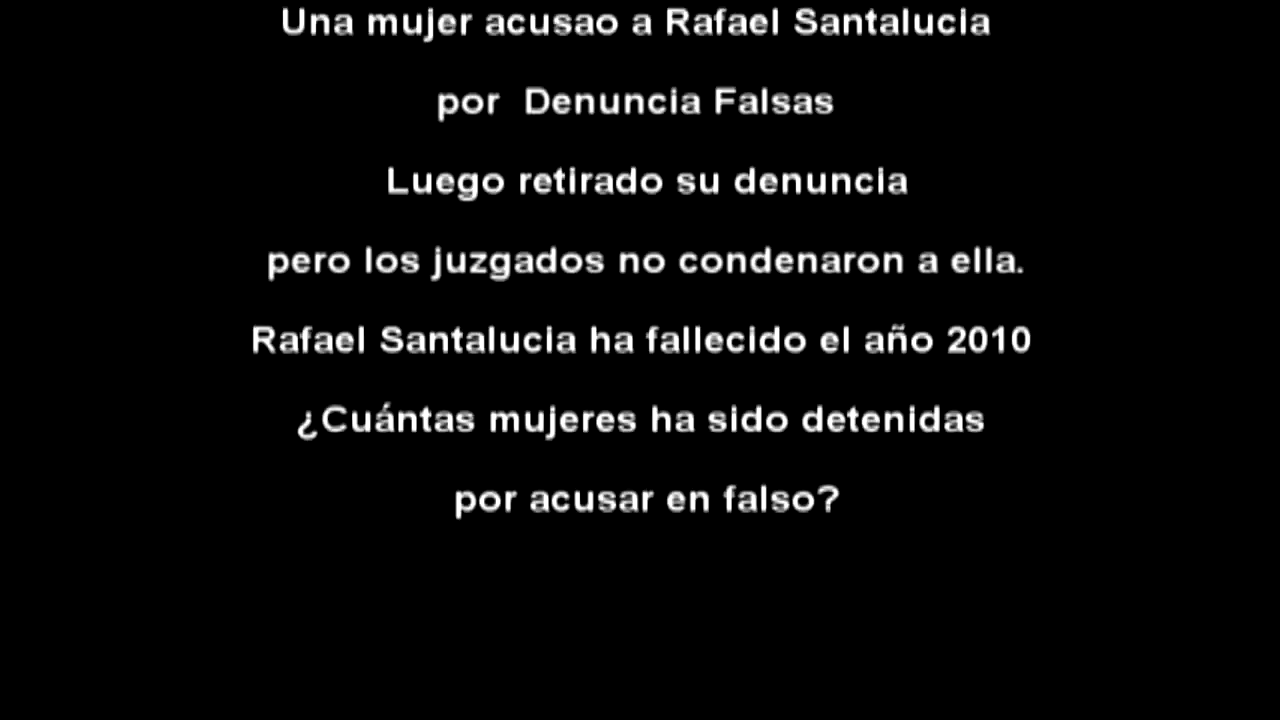 Una mujer acusao a Rafael Santalucia
por Denuncia Falsas
Luego retirado su denuncia
pero los juzgados no condenaron a ella.
Rafael Santalucia ha fallecido el año 2010
¿Cuántas mujeres ha sido detenidas
por acusar en falso?